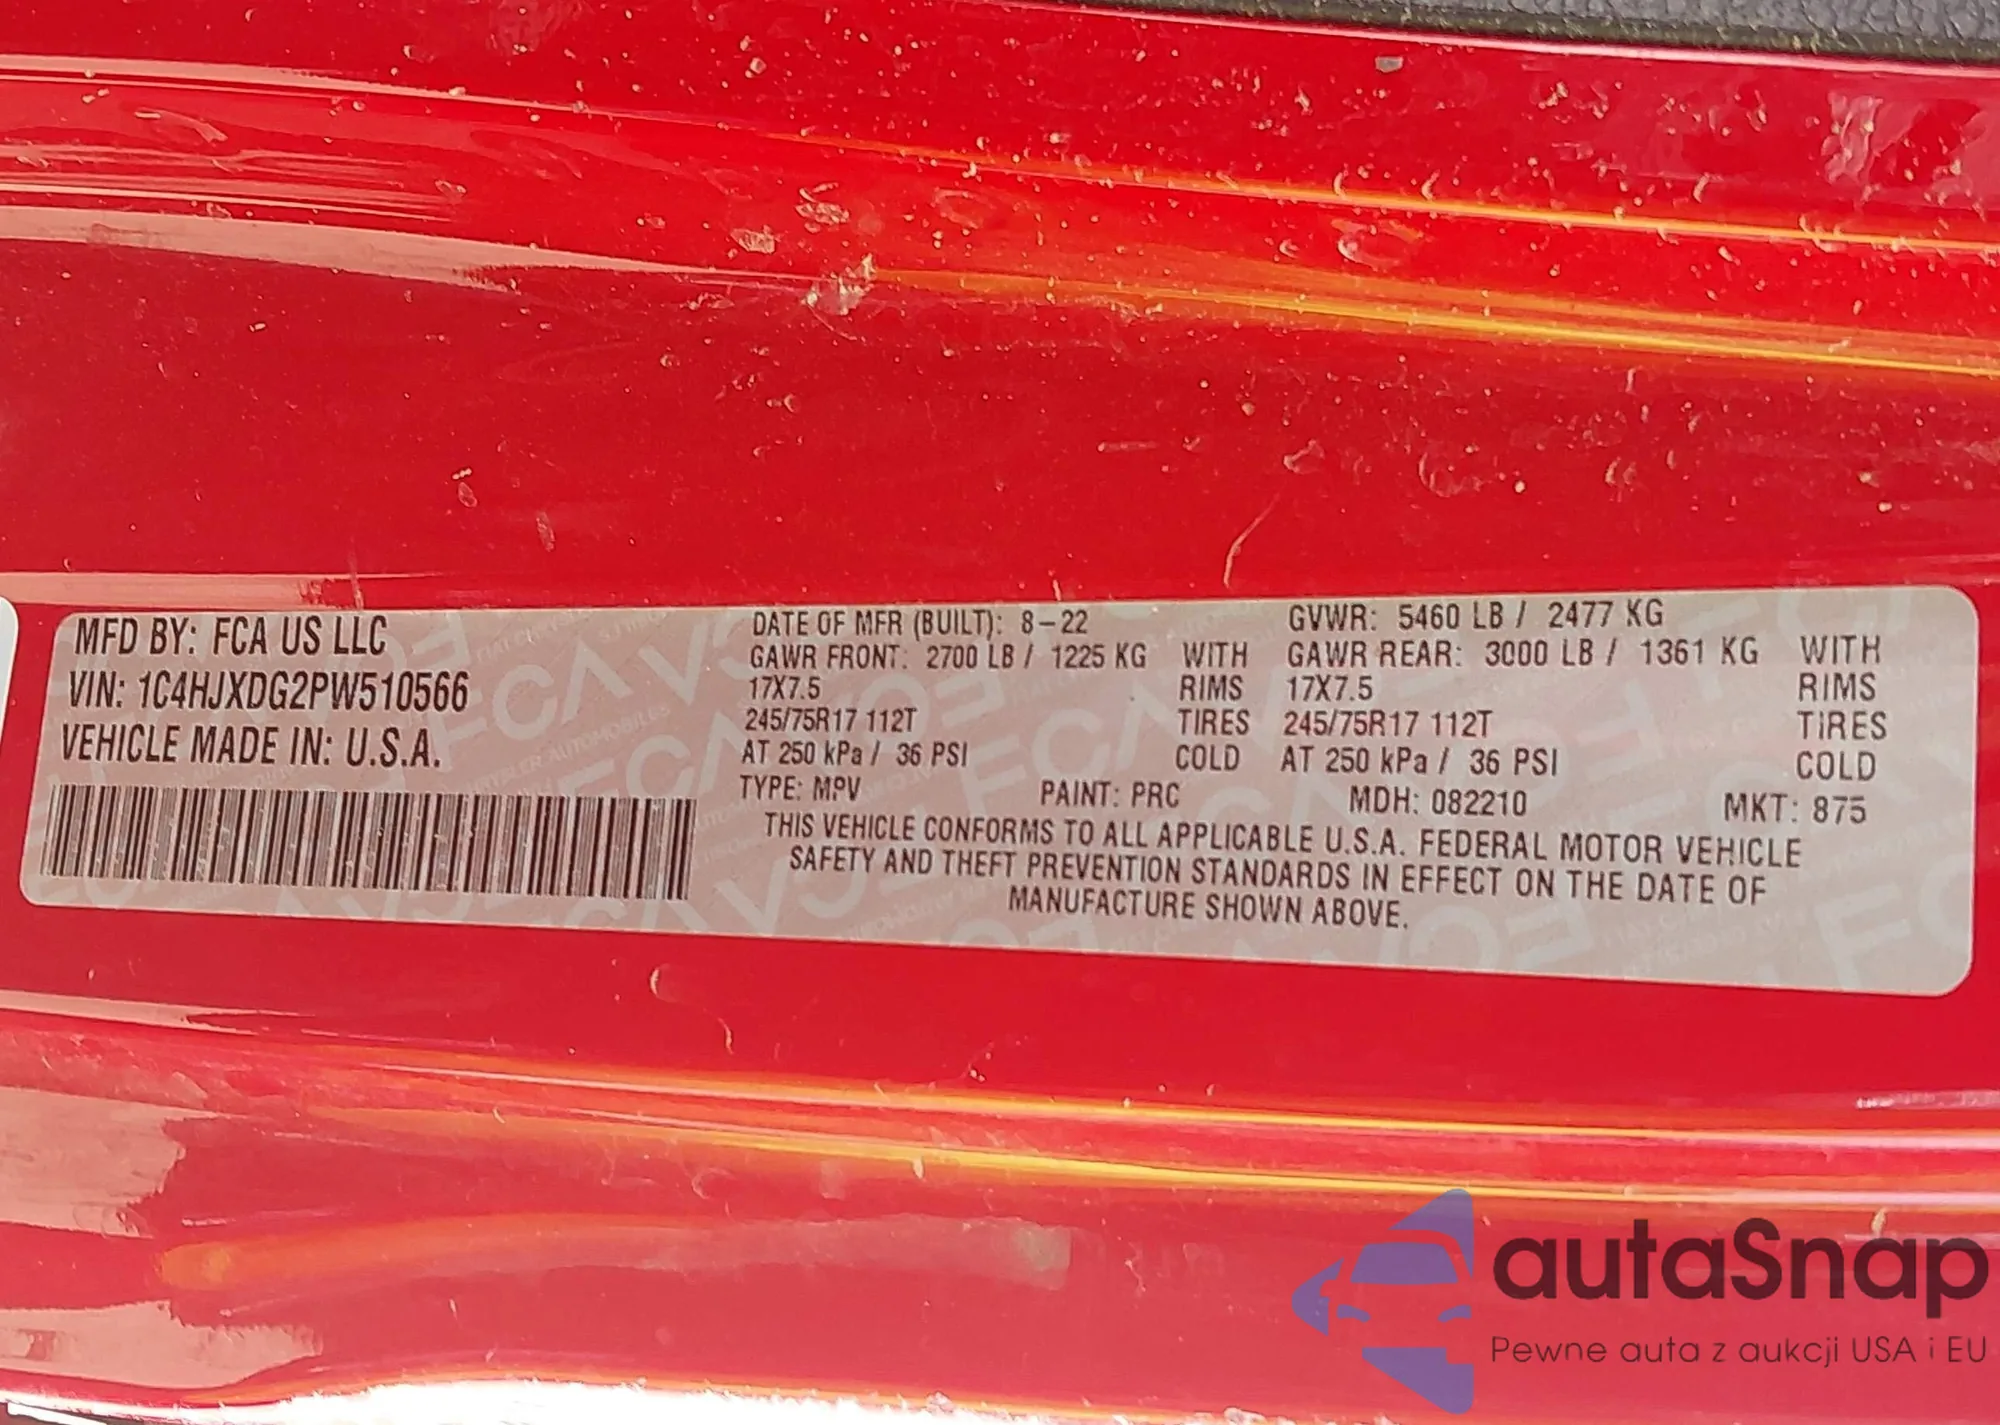 MFD BY: FCA US LLC
VIN: 1C4HJXDG2PW510566
VEHICLE MADE IN: U.S.A.
DATE OF MFR (BUILT): 8-22 GVWR: 5460 LB / 2477 KG
GAWR FRONT: 2700 LB / 1225 KG WITH GAWR REAR: 3000 LB / 1361 KG WITH
17X7.5 RIMS 17X7.5 RIMS
245/75R17 112T TIRES 245/75R17 112T TIRES
AT 250 kPa / 36 PSI COLD AT 250 kPa / 36 PSI COLD
TYPE: MPV PAINT: PRC MDH: 082210 MKT: 875
THIS VEHICLE CONFORMS TO ALL APPLICABLE U.S.A. FEDERAL MOTOR VEHICLE
SAFETY AND THEFT PREVENTION STANDARDS IN EFFECT ON THE DATE OF
MANUFACTURE SHOWN ABOVE.
autaSnap
Pewne auta z aukcji USA i EU